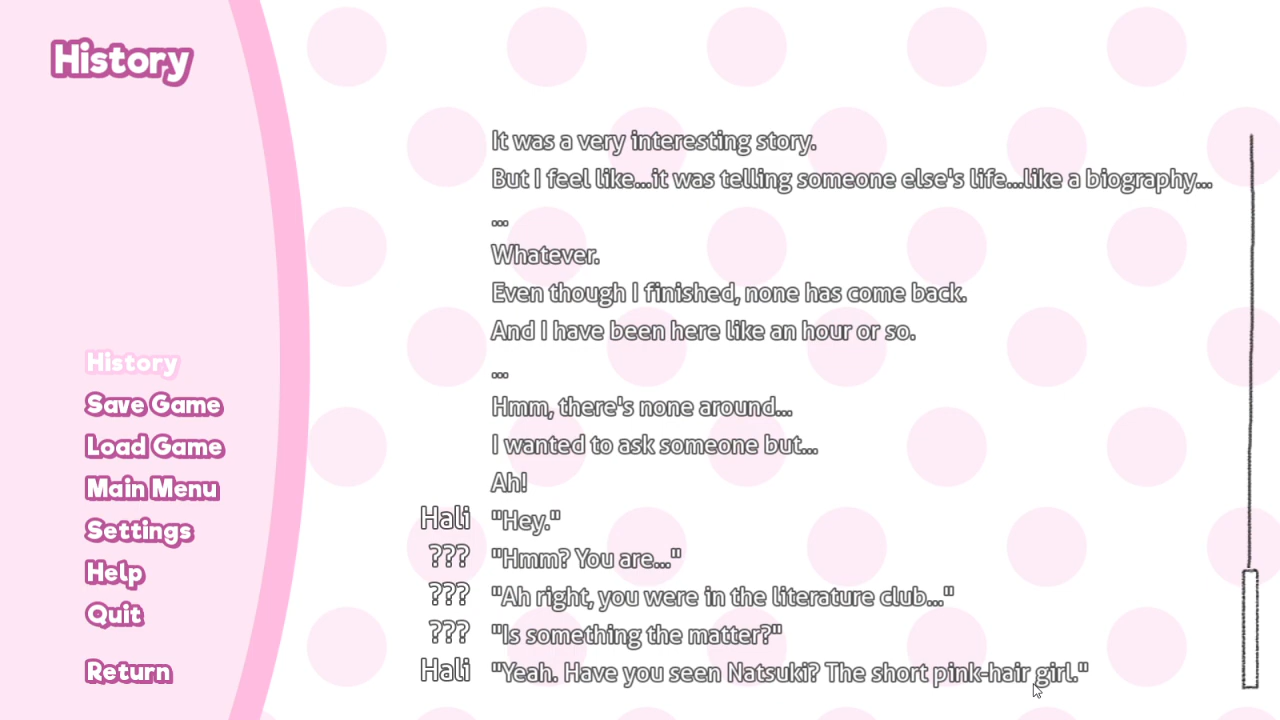 History
It was a very interesting story.
But I feel like...it was telling someone else's life...like a biography...
...
Whatever.
Even though I finished, none has come back.
And I have been here like an hour or so.
...
Hmm, there's none around...
I wanted to ask someone but...
Ah!
Hali "Hey."
??? "Hmm? You are..."
??? "Ah right, you were in the literature club..."
??? "Is something the matter?"
Hali "Yeah. Have you seen Natsuki? The short pink-hair girl."
History
Save Game
Load Game
Main Menu
Settings
Help
Quit
Return